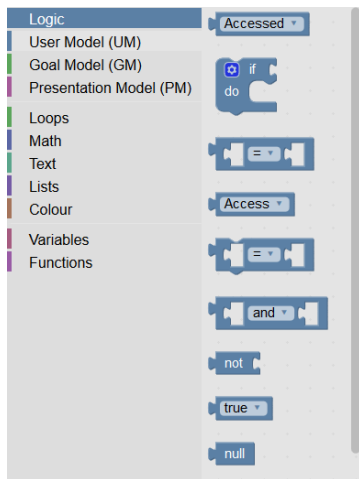 Logic
User Model (UM)
Goal Model (GM)
Presentation Model (PM)
Loops
Math
Text
Lists
Colour
Variables
Functions
Accessed
if
do
=
Access
=
and
not
true
null